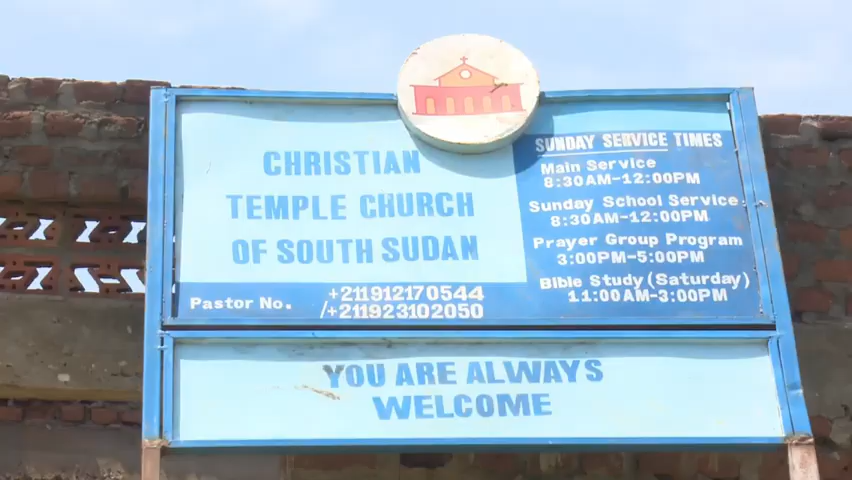 CHRISTIAN
TEMPLE CHURCH
OF SOUTH SUDAN
Pastor No. +211912170544
/+211923102050
SUNDAY SERVICE TIMES
Main Service
8:30AM-12:00PM
Sunday School Service.
8:30AM-12:00PM
Prayer Group Program
3:00PM-5:00PM
Bible Study (Saturday)
11:00AM-3:00PM
YOU ARE ALWAYS
WELCOME